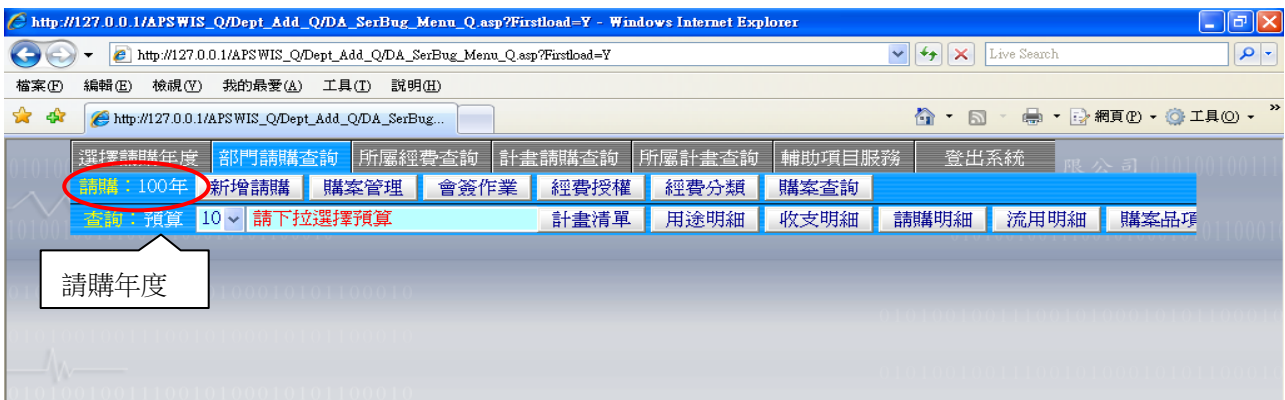 http://127.0.0.1/APSWIS_Q/Dept_Add_Q/DA_SerBug_Menu_Q.asp?Firstload=Y - Windows Internet Explorer
http://127.0.0.1/APSWIS_Q/Dept_Add_Q/DA_SerBug_Menu_Q.asp?Firstload=Y Live Search
檔案(F) 編輯(E) 檢視(V) 我的最愛(A) 工具(T) 說明(H)
http://127.0.0.1/APSWIS_Q/Dept_Add_Q/DA_SerBug... 網頁(P) 工具(O) »
選擇請購年度 部門請購查詢 所屬經費查詢 計畫請購查詢 所屬計畫查詢 輔助項目服務 登出系統 限 公 司
請購：100年 新增請購 購案管理 會簽作業 經費授權 經費分類 購案查詢
查詢：預算 10 請下拉選擇預算 計畫清單 用途明細 收支明細 請購明細 流用明細 購案品項
請購年度